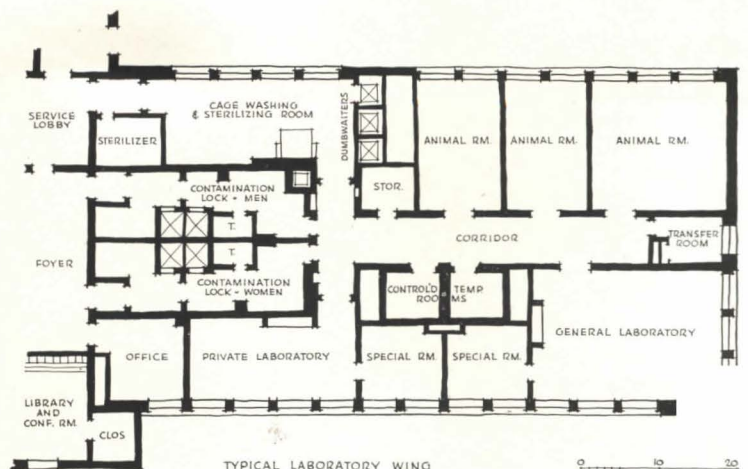 SERVICE
LOBBY
STERILIZER
CAGE WASHING
& STERILIZING ROOM
DUMBWAITERS
ANIMAL RM.
ANIMAL RM.
ANIMAL RM.
STOR.
CONTAMINATION
LOCK - MEN
T.
T.
CONTAMINATION
LOCK - WOMEN
FOYER
CORRIDOR
TRANSFER
ROOM
CONTROL'D TEMP.
ROOMS
GENERAL LABORATORY
OFFICE
PRIVATE LABORATORY
SPECIAL RM.
SPECIAL RM.
LIBRARY
AND
CONF. RM.
CLOS
TYPICAL LABORATORY WING
0 10 20